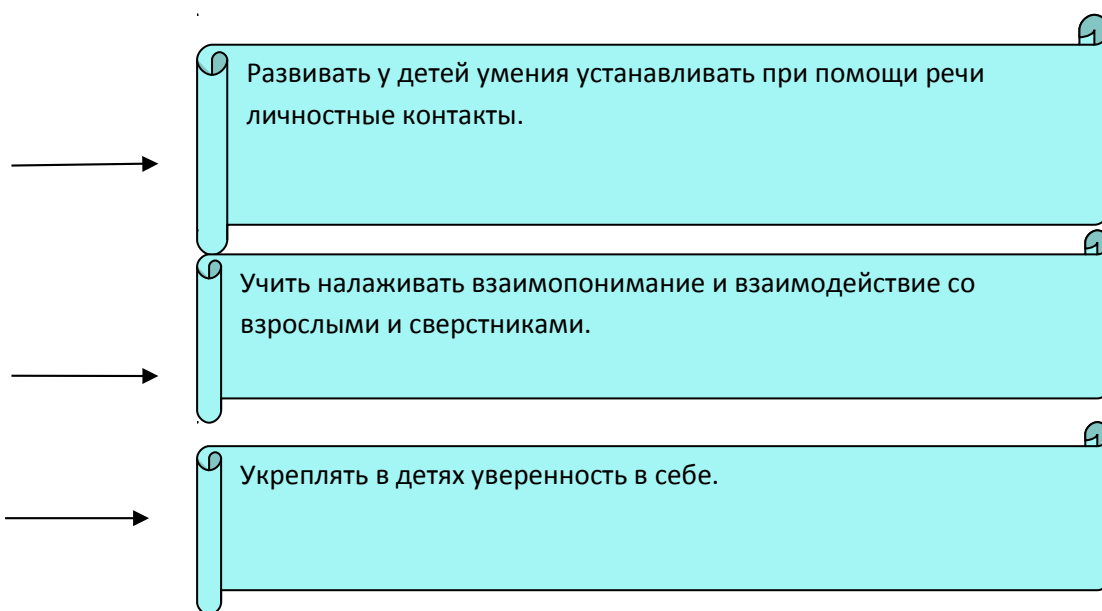 Развивать у детей умения устанавливать при помощи речи
личностные контакты.
Учить налаживать взаимопонимание и взаимодействие со
взрослыми и сверстниками.
Укреплять в детях уверенность в себе.